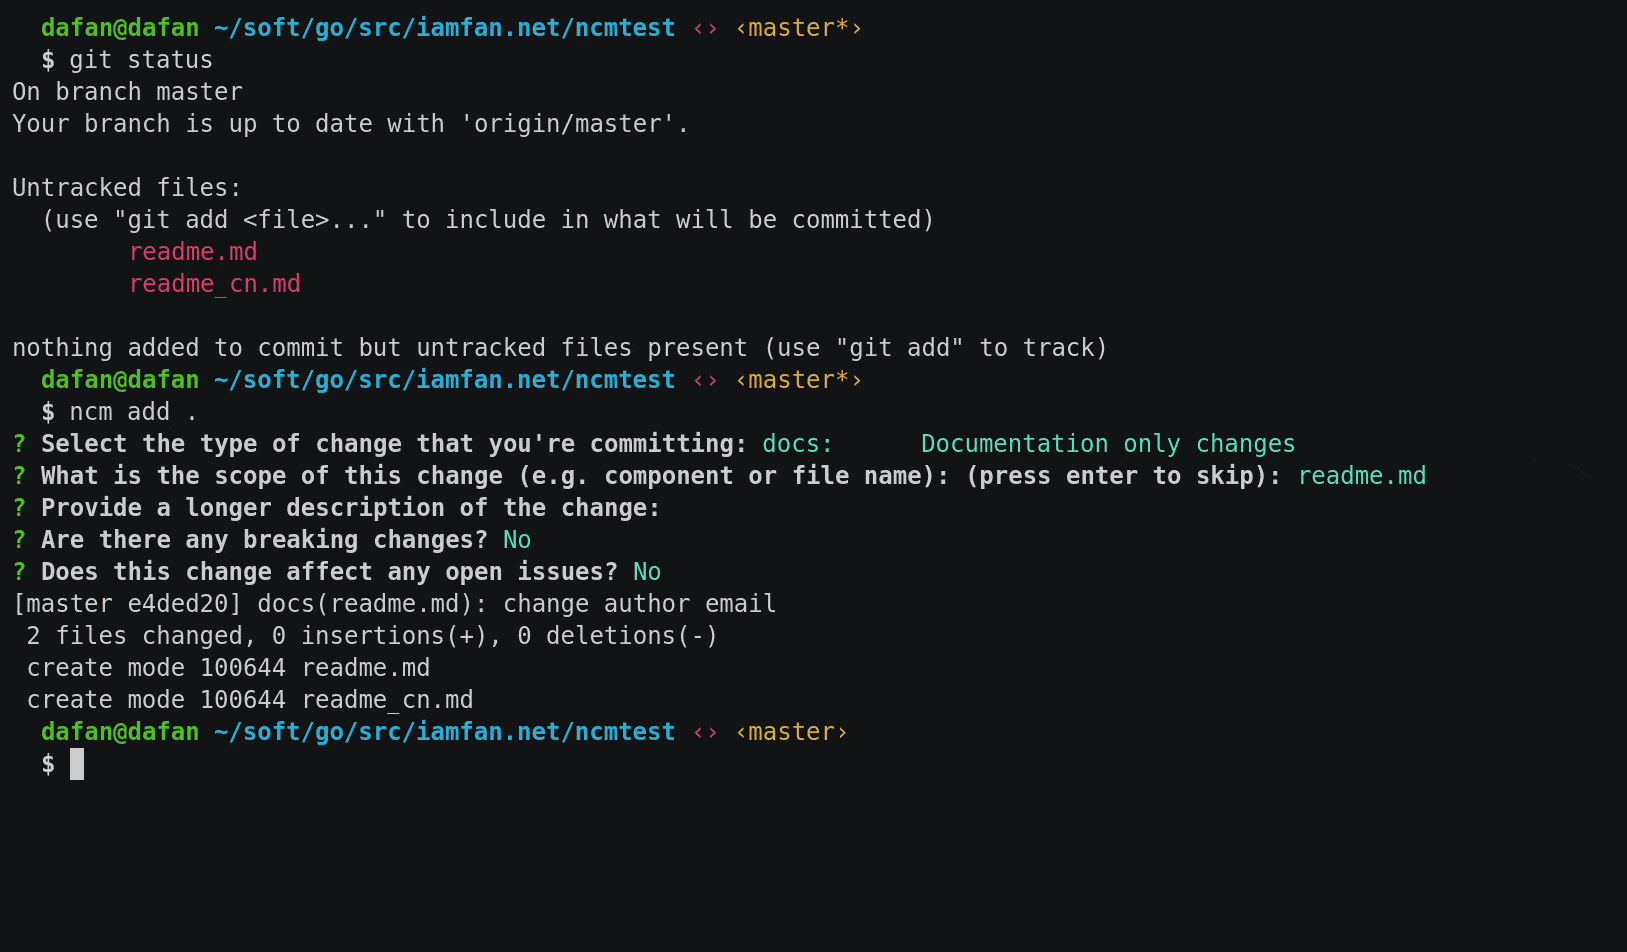 dafan@dafan ~/soft/go/src/iamfan.net/ncmtest ‹› ‹master*›
$ git status
On branch master
Your branch is up to date with 'origin/master'.
Untracked files:
(use "git add <file>..." to include in what will be committed)
readme.md
readme_cn.md
nothing added to commit but untracked files present (use "git add" to track)
dafan@dafan ~/soft/go/src/iamfan.net/ncmtest ‹› ‹master*›
$ ncm add .
? Select the type of change that you're committing: docs:      Documentation only changes
? What is the scope of this change (e.g. component or file name): (press enter to skip): readme.md
? Provide a longer description of the change:
? Are there any breaking changes? No
? Does this change affect any open issues? No
[master e4ded20] docs(readme.md): change author email
2 files changed, 0 insertions(+), 0 deletions(-)
create mode 100644 readme.md
create mode 100644 readme_cn.md
dafan@dafan ~/soft/go/src/iamfan.net/ncmtest ‹› ‹master›
$